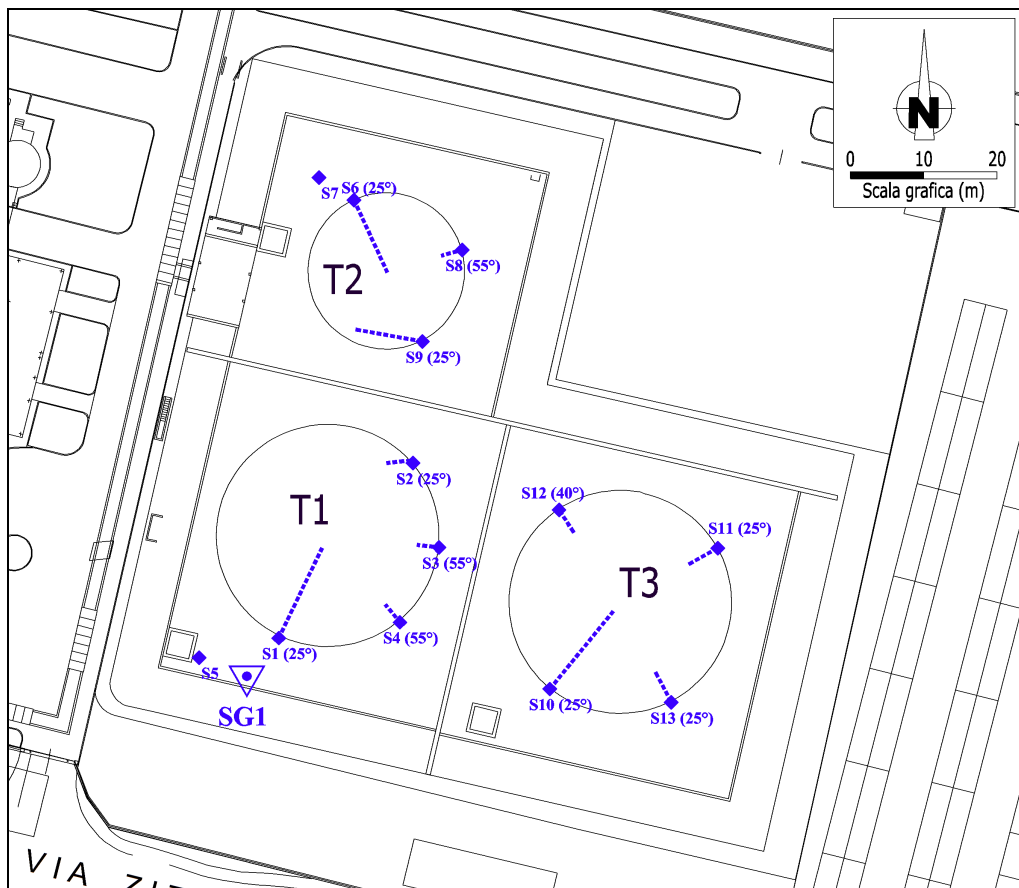 N
0 10 20
Scala grafica (m)
S7
S6 (25°)
S8 (55°)
T2
S9 (25°)
S2 (25°)
T1
S12 (40°)
S11 (25°)
S3 (55°)
T3
S4 (55°)
S1 (25°)
S5
SG1
S10 (25°)
S13 (25°)
VIA